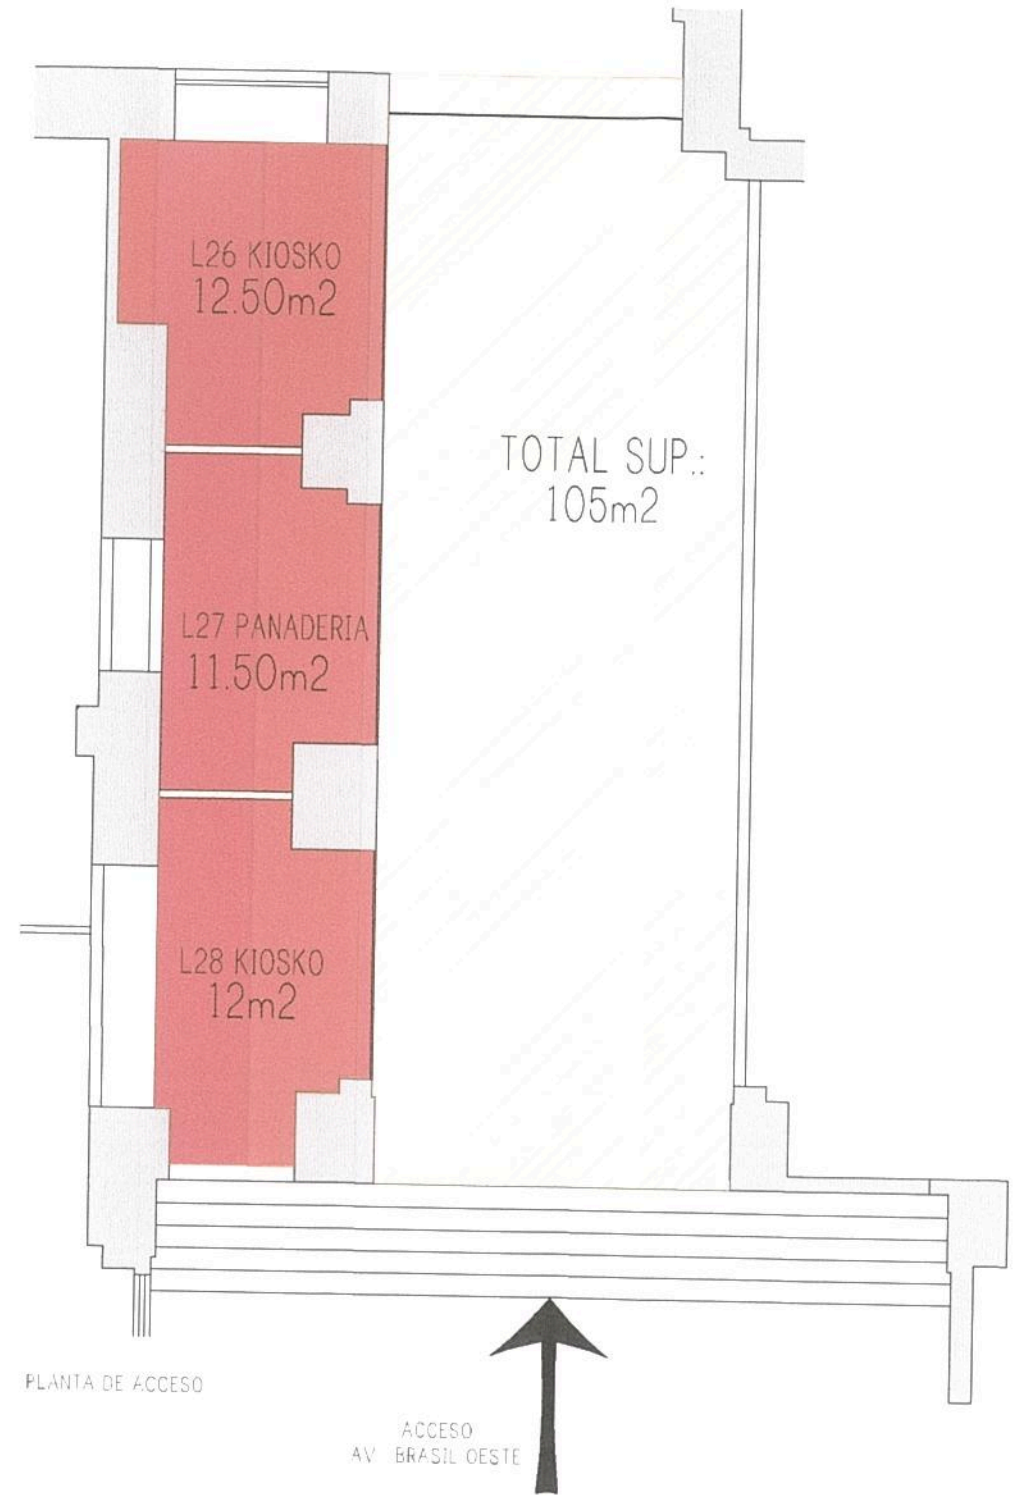 L26 KIOSKO
12.50m2
TOTAL SUP.:
105m2
L27 PANADERIA
11.50m2
L28 KIOSKO
12m2
PLANTA DE ACCESO
ACCESO
AV BRASIL OESTE